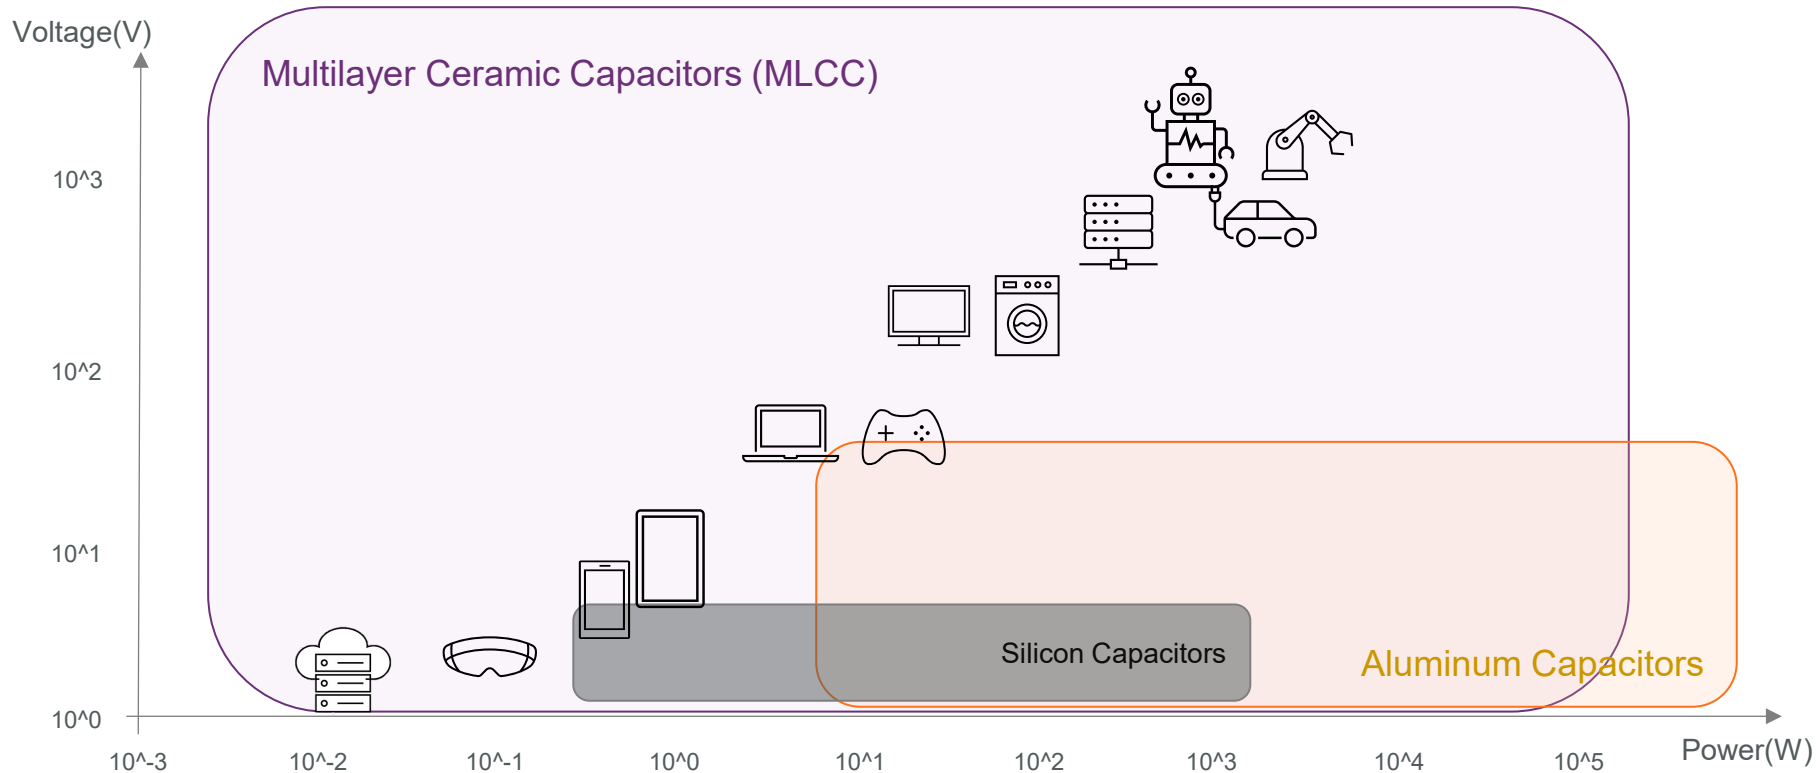 Voltage(V)
Multilayer Ceramic Capacitors (MLCC)
10^3
10^2
10^1
Silicon Capacitors
Aluminum Capacitors
10^0
10^-3
10^-2
10^-1
10^0
10^1
10^2
10^3
10^4
10^5
Power(W)